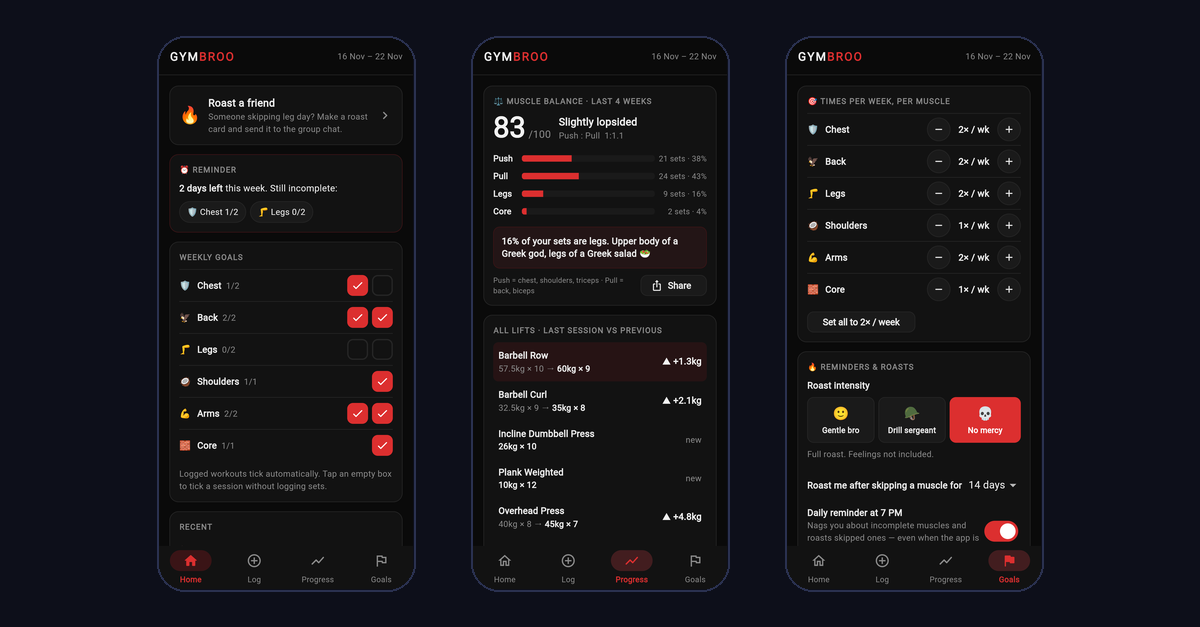 GYMBROO
16 Nov – 22 Nov
Roast a friend
Someone skipping leg day? Make a roast
card and send it to the group chat.
REMINDER
2 days left this week. Still incomplete:
Chest 1/2
Legs 0/2
WEEKLY GOALS
Chest 1/2
Back 2/2
Legs 0/2
Shoulders 1/1
Arms 2/2
Core 1/1
Logged workouts tick automatically. Tap an empty box
to tick a session without logging sets.
RECENT
Home
Log
Progress
Goals
GYMBROO
16 Nov – 22 Nov
MUSCLE BALANCE · LAST 4 WEEKS
83 /100
Slightly lopsided
Push : Pull 1:1.1
Push 21 sets · 38%
Pull 24 sets · 43%
Legs 9 sets · 16%
Core 2 sets · 4%
16% of your sets are legs. Upper body of a
Greek god, legs of a Greek salad 🥗
Push = chest, shoulders, triceps · Pull =
back, biceps
Share
ALL LIFTS · LAST SESSION VS PREVIOUS
Barbell Row
57.5kg × 10 → 60kg × 9
▲ +1.3kg
Barbell Curl
32.5kg × 9 → 35kg × 8
▲ +2.1kg
Incline Dumbbell Press
26kg × 10
new
Plank Weighted
10kg × 12
new
Overhead Press
40kg × 8 → 45kg × 7
▲ +4.8kg
Home
Log
Progress
Goals
GYMBROO
16 Nov – 22 Nov
TIMES PER WEEK, PER MUSCLE
Chest − 2× / wk +
Back − 2× / wk +
Legs − 2× / wk +
Shoulders − 1× / wk +
Arms − 2× / wk +
Core − 1× / wk +
Set all to 2× / week
REMINDERS & ROASTS
Roast intensity
Gentle bro
Drill sergeant
No mercy
Full roast. Feelings not included.
Roast me after skipping a muscle for 14 days
Daily reminder at 7 PM
Nags you about incomplete muscles and
roasts skipped ones — even when the app is
Home
Log
Progress
Goals